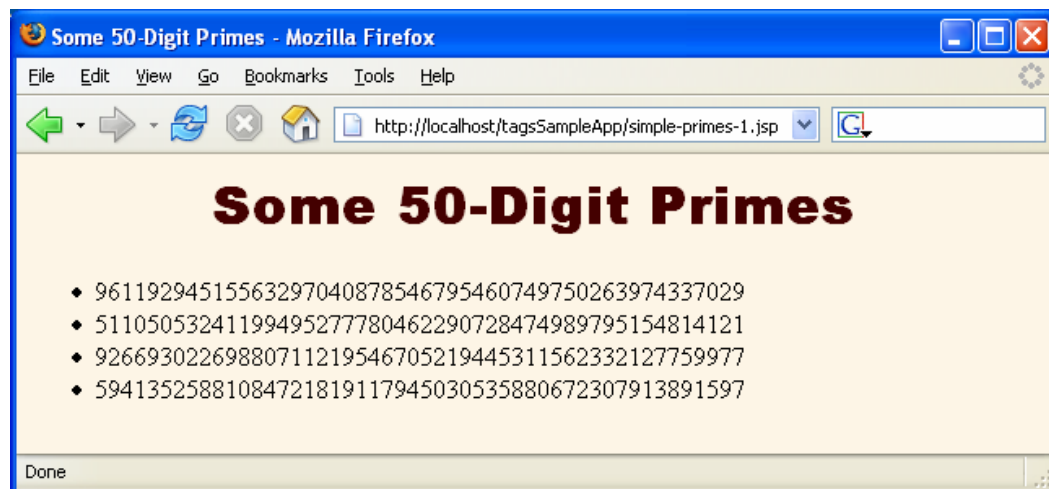 Some 50-Digit Primes - Mozilla Firefox
File Edit View Go Bookmarks Tools Help
http://localhost/tagsSampleApp/simple-primes-1.jsp G
Some 50-Digit Primes
96119294515563297040878546795460749750263974337029
51105053241199495277780462290728474989795154814121
92669302269880711219546705219445311562332127759977
59413525881084721819117945030535880672307913891597
Done